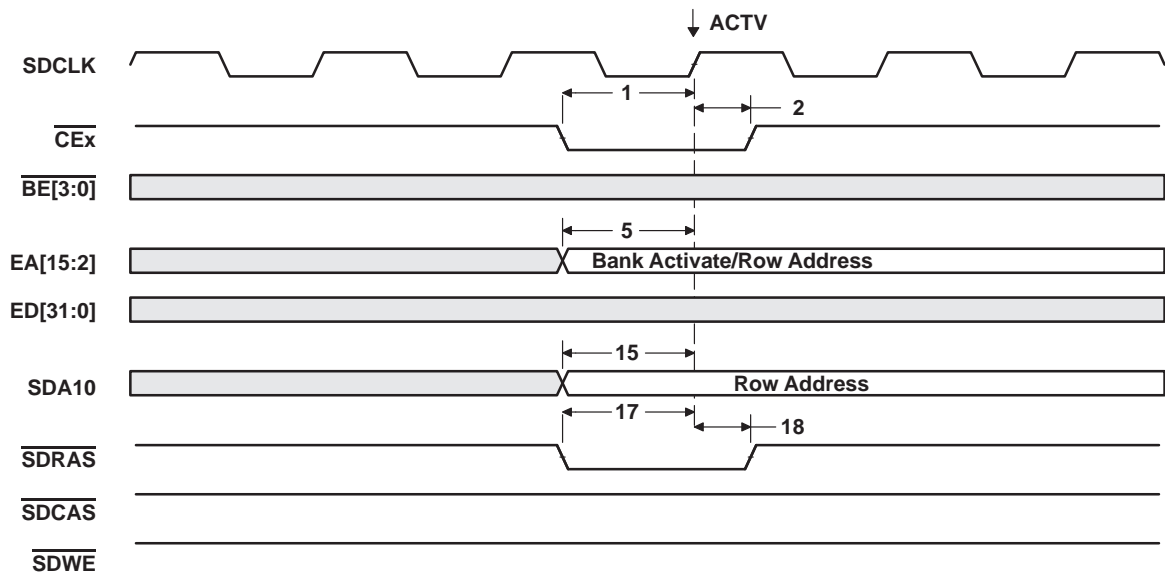 ACTV
SDCLK
1
2
CEx
BE[3:0]
5
EA[15:2]
Bank Activate/Row Address
ED[31:0]
15
SDA10
Row Address
17
18
SDRAS
SDCAS
SDWE